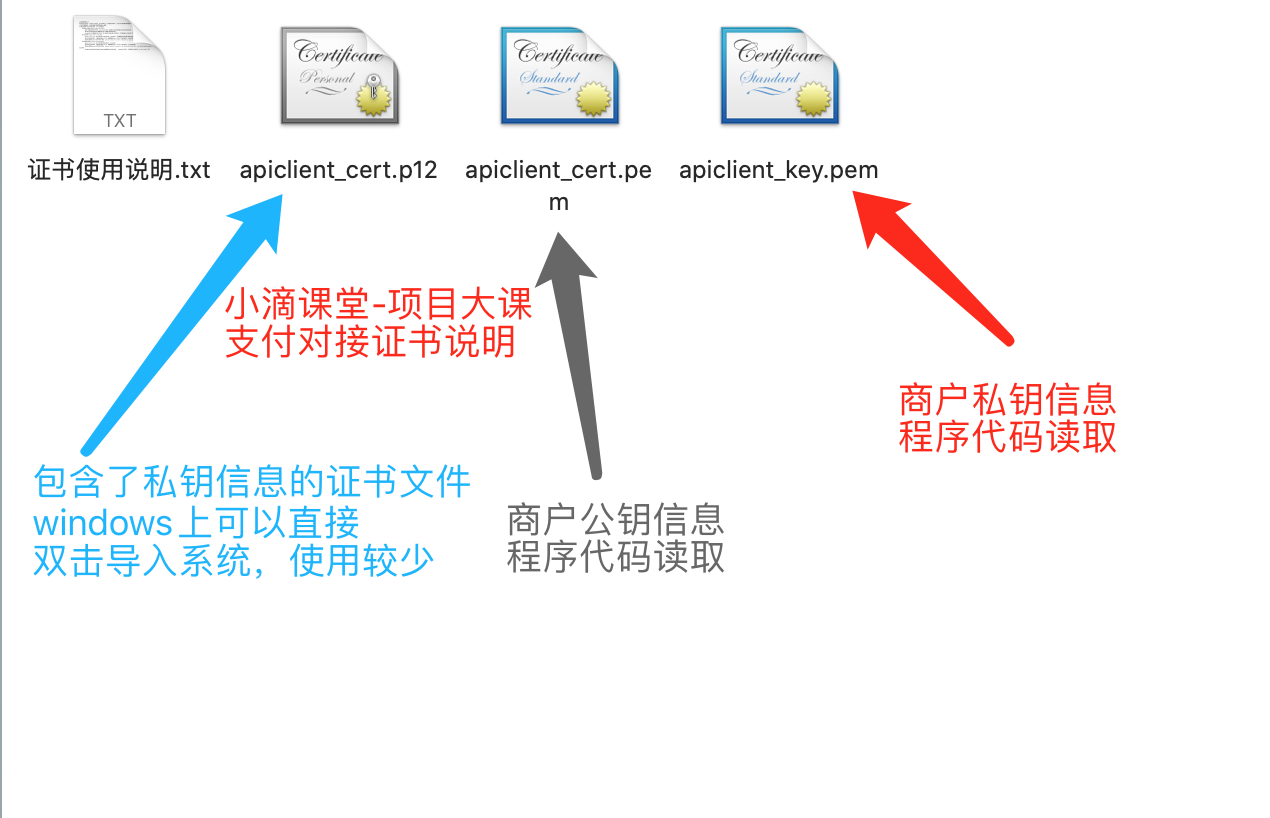 Certificate
Personal
Certificate
Standard
Certificate
Standard
TXT
证书使用说明.txt
apiclient_cert.p12
apiclient_cert.pe
m
apiclient_key.pem
小滴课堂-项目大课
支付对接证书说明
商户私钥信息
程序代码读取
包含了私钥信息的证书文件
windows上可以直接
双击导入系统，使用较少
商户公钥信息
程序代码读取